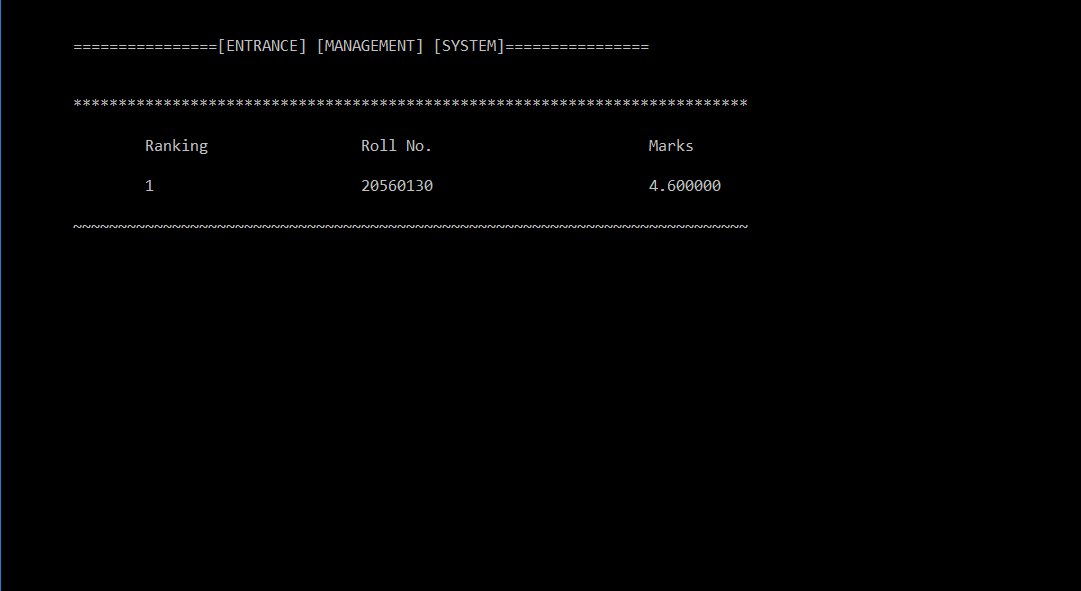 ================[ENTRANCE] [MANAGEMENT] [SYSTEM]================
***************************************************************************
Ranking Roll No. Marks
1 20560130 4.600000
~~~~~~~~~~~~~~~~~~~~~~~~~~~~~~~~~~~~~~~~~~~~~~~~~~~~~~~~~~~~~~~~~~~~~~~~~~~